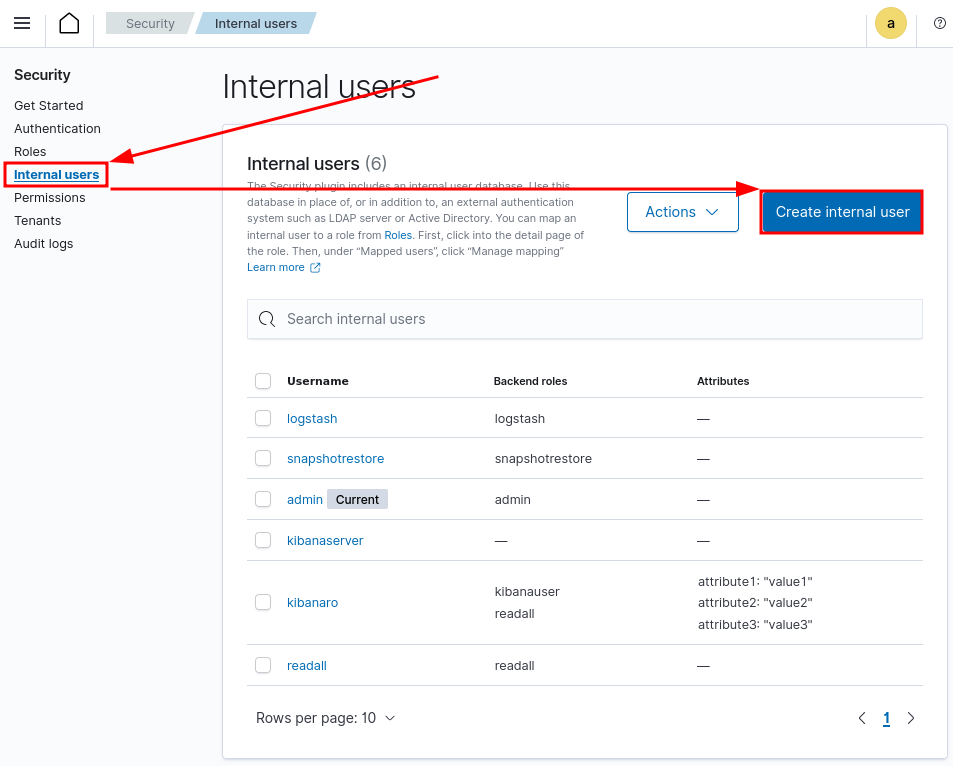 Security Internal users a
Security
Get Started
Authentication
Roles
Internal users
Permissions
Tenants
Audit logs
Internal users
Internal users (6)
The Security plugin includes an internal user database. Use this
database in place of, or in addition to, an external authentication
system such as LDAP server or Active Directory. You can map an
internal user to a role from Roles. First, click into the detail page of
the role. Then, under “Mapped users”, click “Manage mapping”
Learn more
Actions
Create internal user
Search internal users
Username Backend roles Attributes
logstash logstash —
snapshotrestore snapshotrestore —
admin Current admin —
kibanaserver — —
kibanaro
kibanauser
readall
attribute1: "value1"
attribute2: "value2"
attribute3: "value3"
readall readall —
Rows per page: 10
1